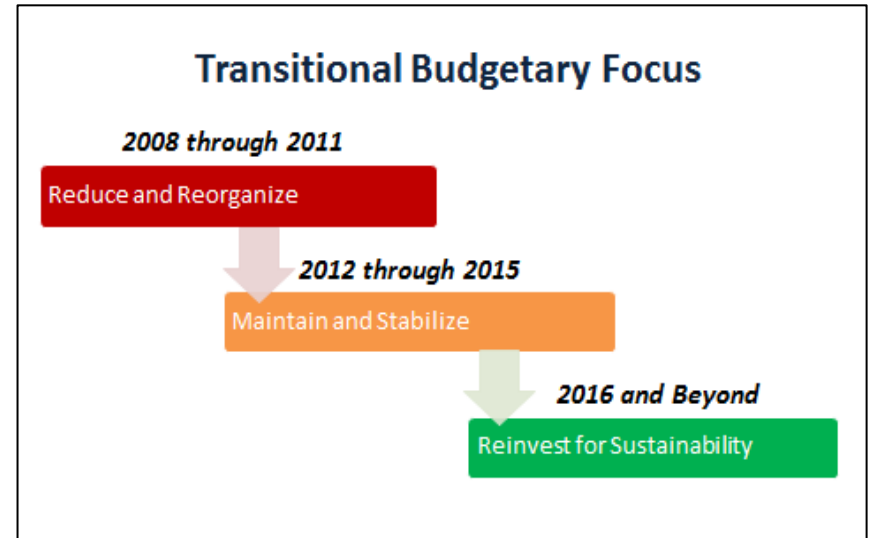 Transitional Budgetary Focus
2008 through 2011
Reduce and Reorganize
2012 through 2015
Maintain and Stabilize
2016 and Beyond
Reinvest for Sustainability